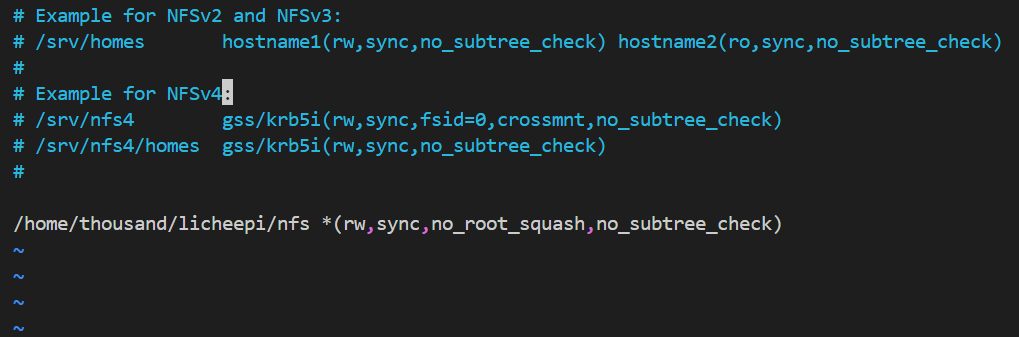 # Example for NFSv2 and NFSv3:
# /srv/homes       hostname1(rw,sync,no_subtree_check) hostname2(ro,sync,no_subtree_check)
#
# Example for NFSv4:
# /srv/nfs4        gss/krb5i(rw,sync,fsid=0,crossmnt,no_subtree_check)
# /srv/nfs4/homes  gss/krb5i(rw,sync,no_subtree_check)
#
/home/thousand/licheepi/nfs *(rw,sync,no_root_squash,no_subtree_check)
~
~
~
~